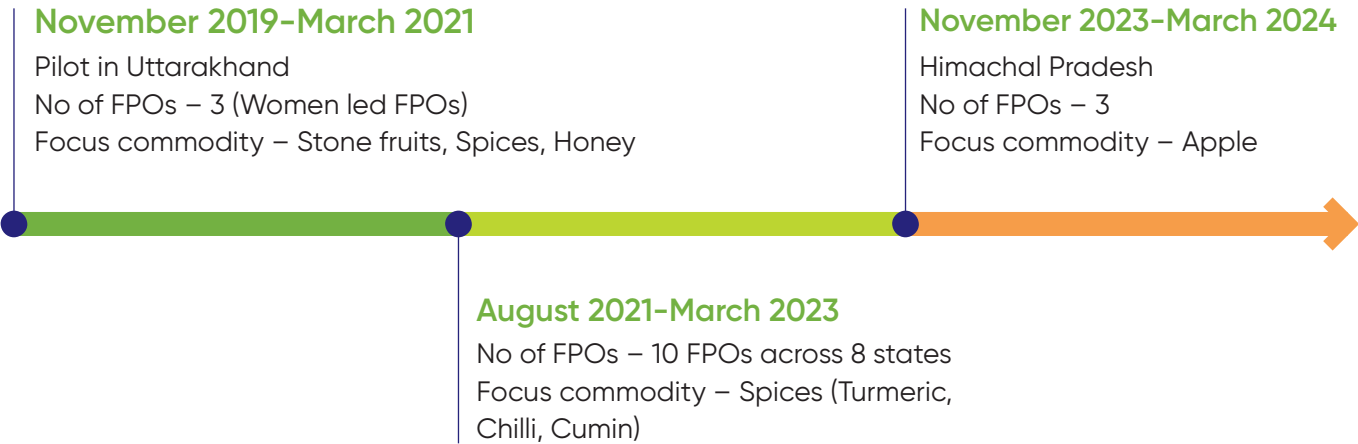 November 2019-March 2021
Pilot in Uttarakhand
No of FPOs – 3 (Women led FPOs)
Focus commodity – Stone fruits, Spices, Honey
November 2023-March 2024
Himachal Pradesh
No of FPOs – 3
Focus commodity – Apple
August 2021-March 2023
No of FPOs – 10 FPOs across 8 states
Focus commodity – Spices (Turmeric,
Chilli, Cumin)